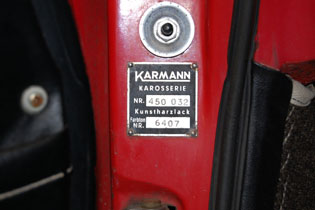 KARMANN
KAROSSERIE
NR. 450 032
Kunstharzlack
Farbton NR. 6407